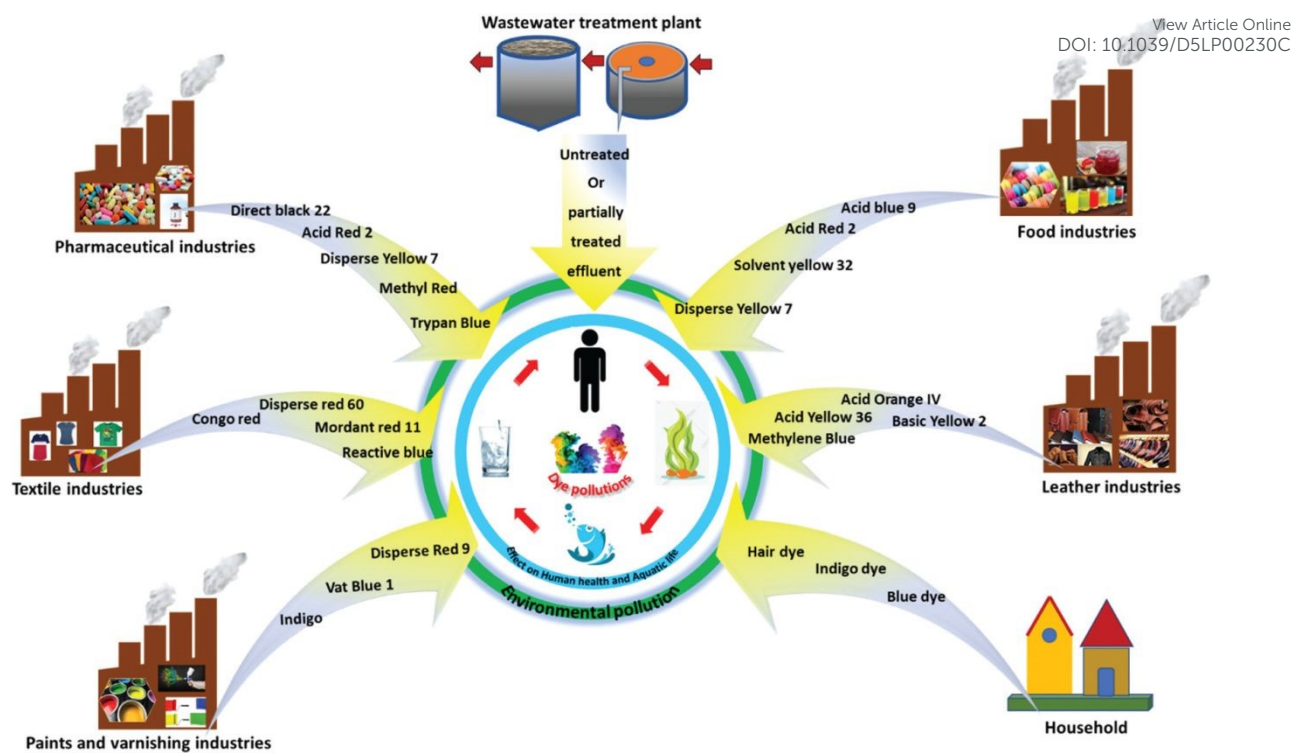 View Article Online
DOI: 10.1039/D5LP00230C
Wastewater treatment plant
Untreated
Or
partially
treated
effluent
Pharmaceutical industries
Direct black 22
Acid Red 2
Disperse Yellow 7
Methyl Red
Trypan Blue
Food industries
Acid blue 9
Acid Red 2
Solvent yellow 32
Disperse Yellow 7
Textile industries
Congo red
Disperse red 60
Mordant red 11
Reactive blue
Leather industries
Acid Orange IV
Basic Yellow 2
Acid Yellow 36
Methylene Blue
Paints and varnishing industries
Indigo
Vat Blue 1
Disperse Red 9
Household
Hair dye
Indigo dye
Blue dye
Dye pollutions
Effect on Human health and Aquatic life
Environmental pollution